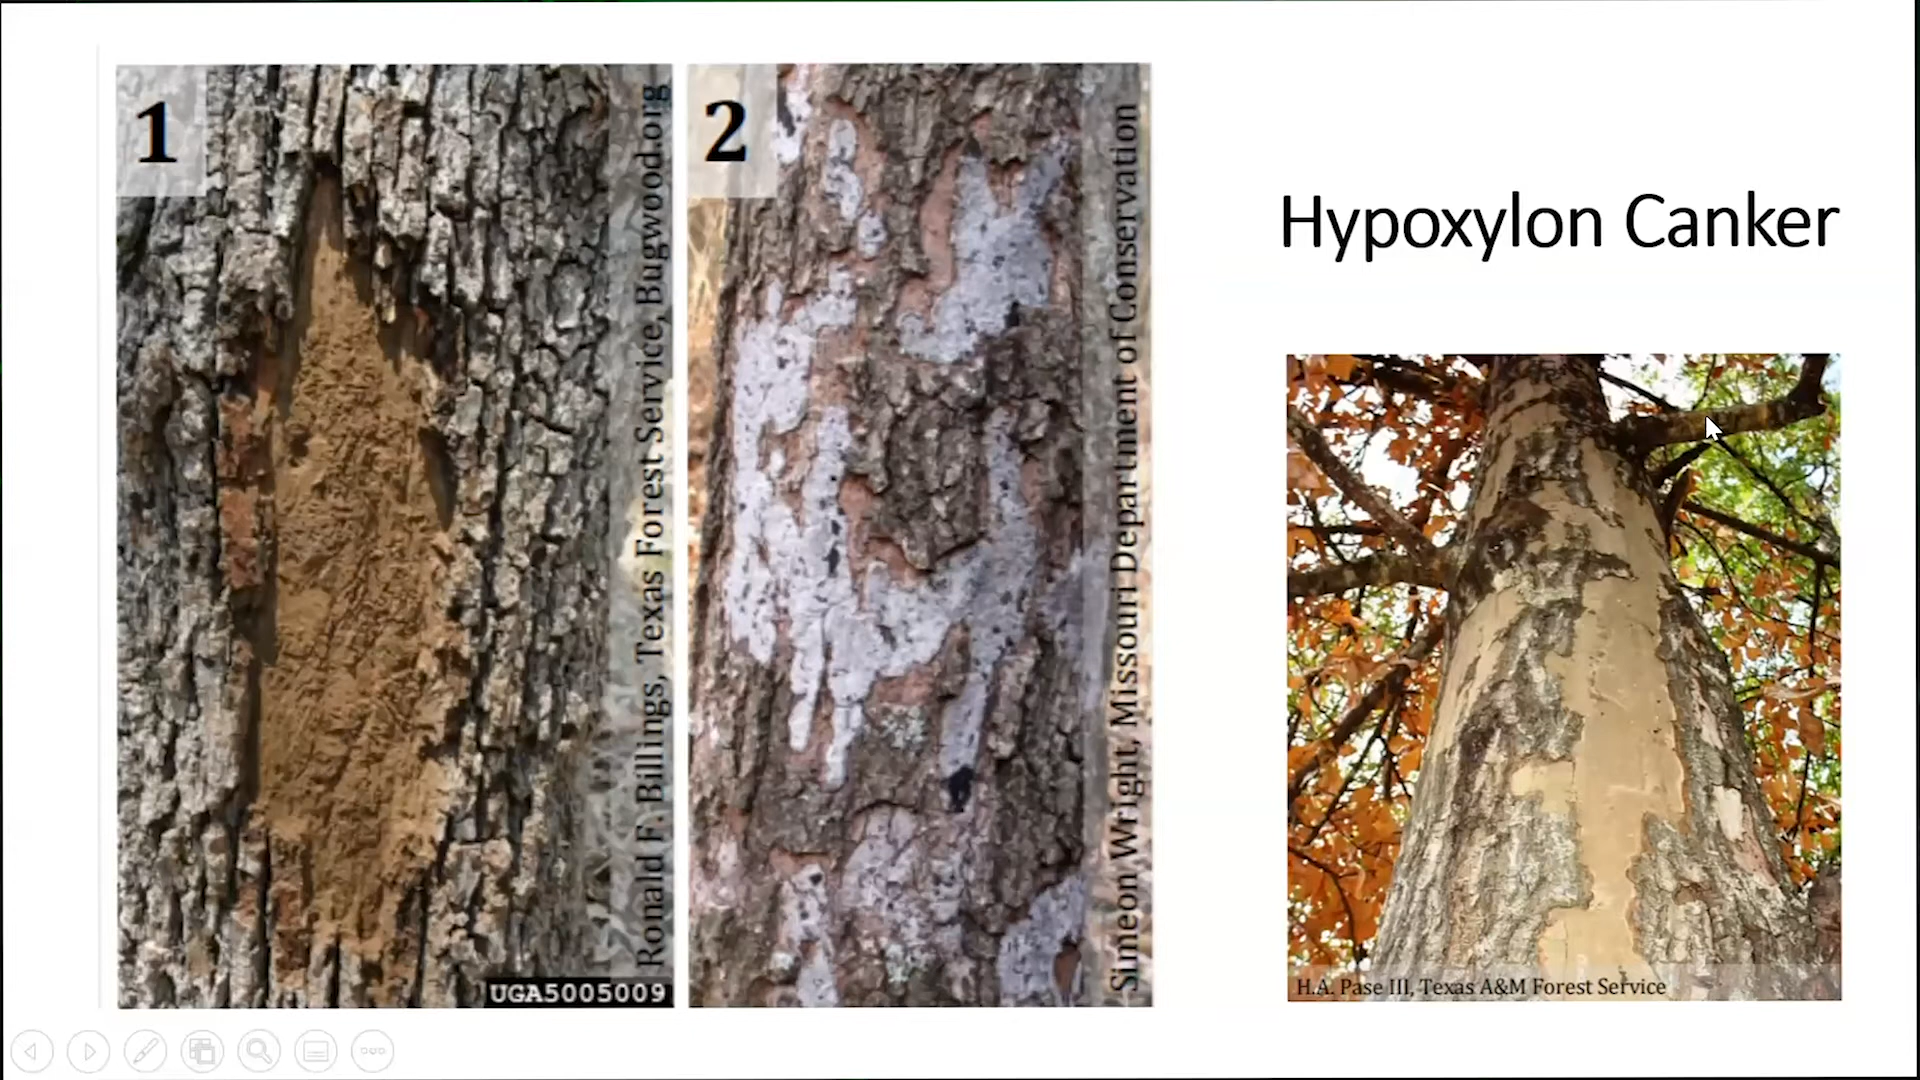 1
Ronald F. Billings, Texas Forest Service, Bugwood.org
UGA5005009
2
Simeon Wright, Missouri Department of Conservation
Hypoxylon Canker
H.A. Pase III, Texas A&M Forest Service